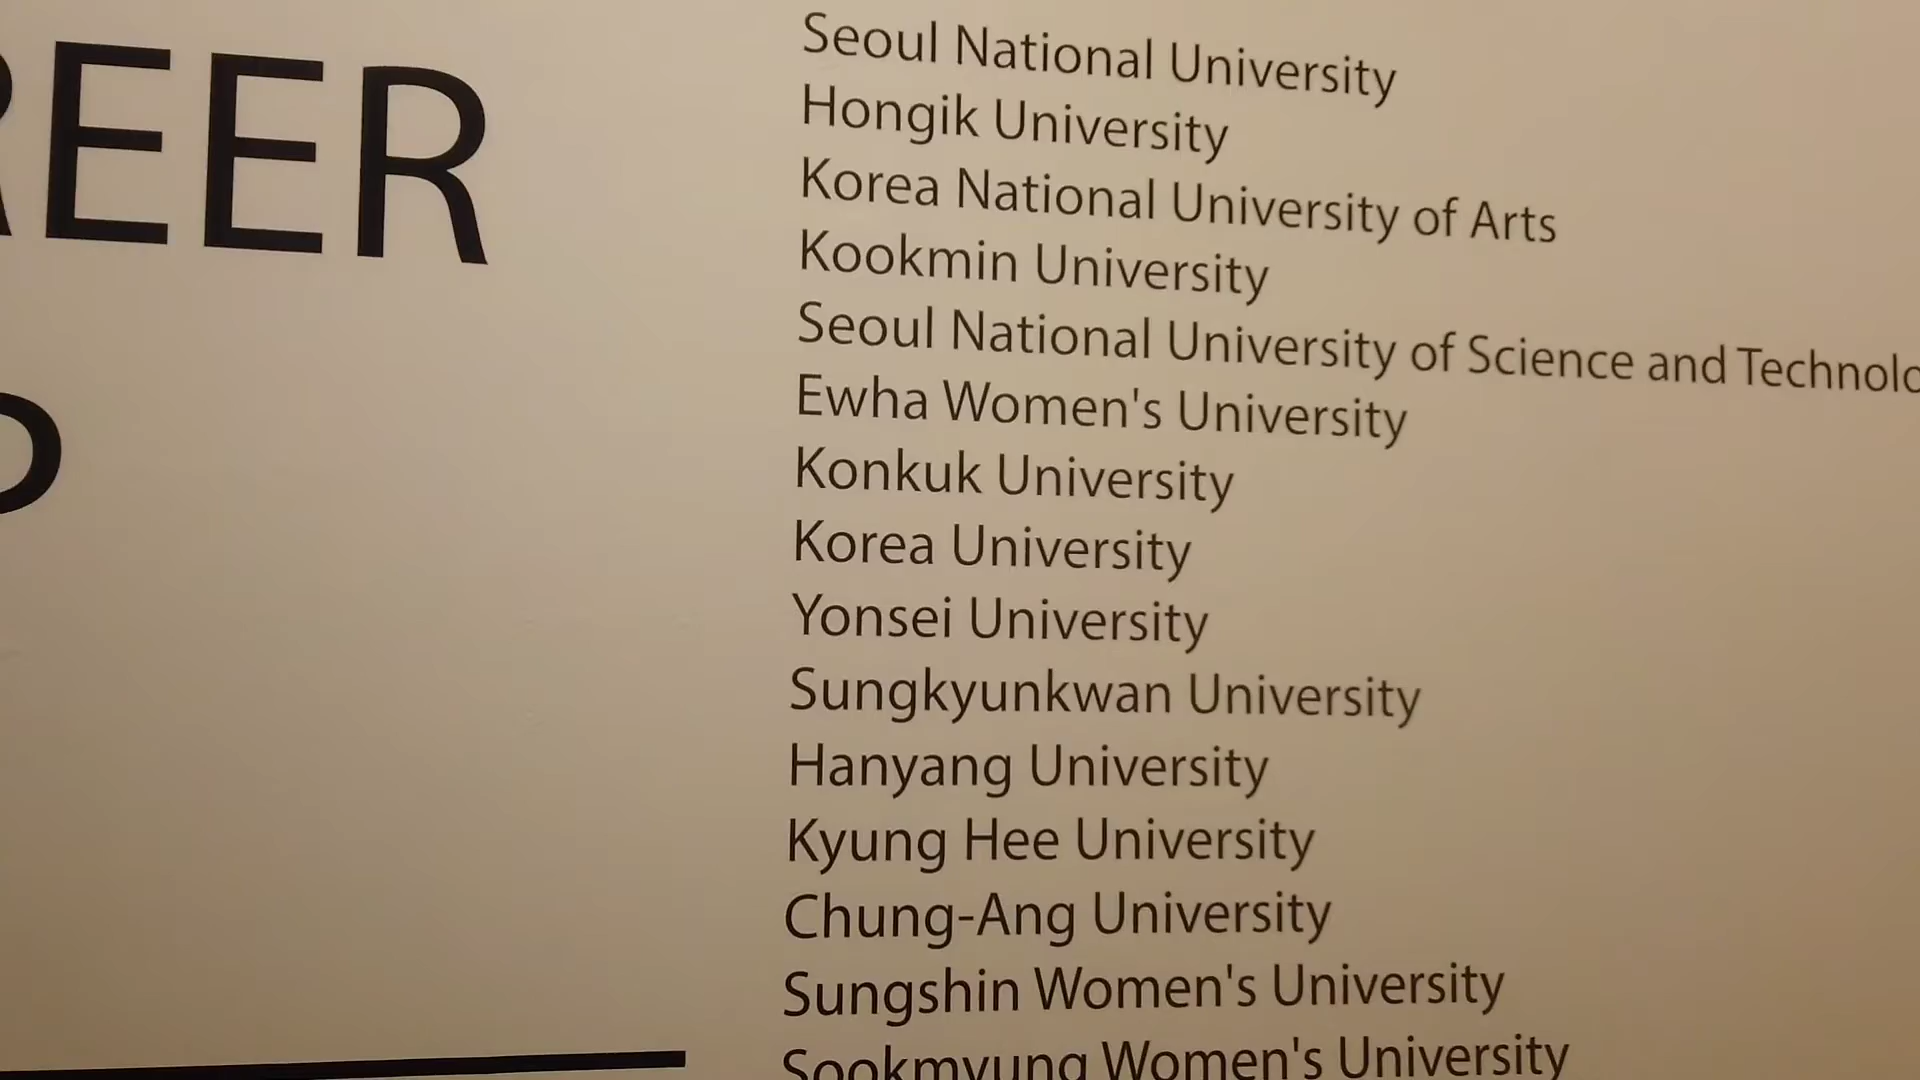 REER
Seoul National University
Hongik University
Korea National University of Arts
Kookmin University
Seoul National University of Science and Technolo
Ewha Women's University
Konkuk University
Korea University
Yonsei University
Sungkyunkwan University
Hanyang University
Kyung Hee University
Chung-Ang University
Sungshin Women's University
Sookmyung Women's University